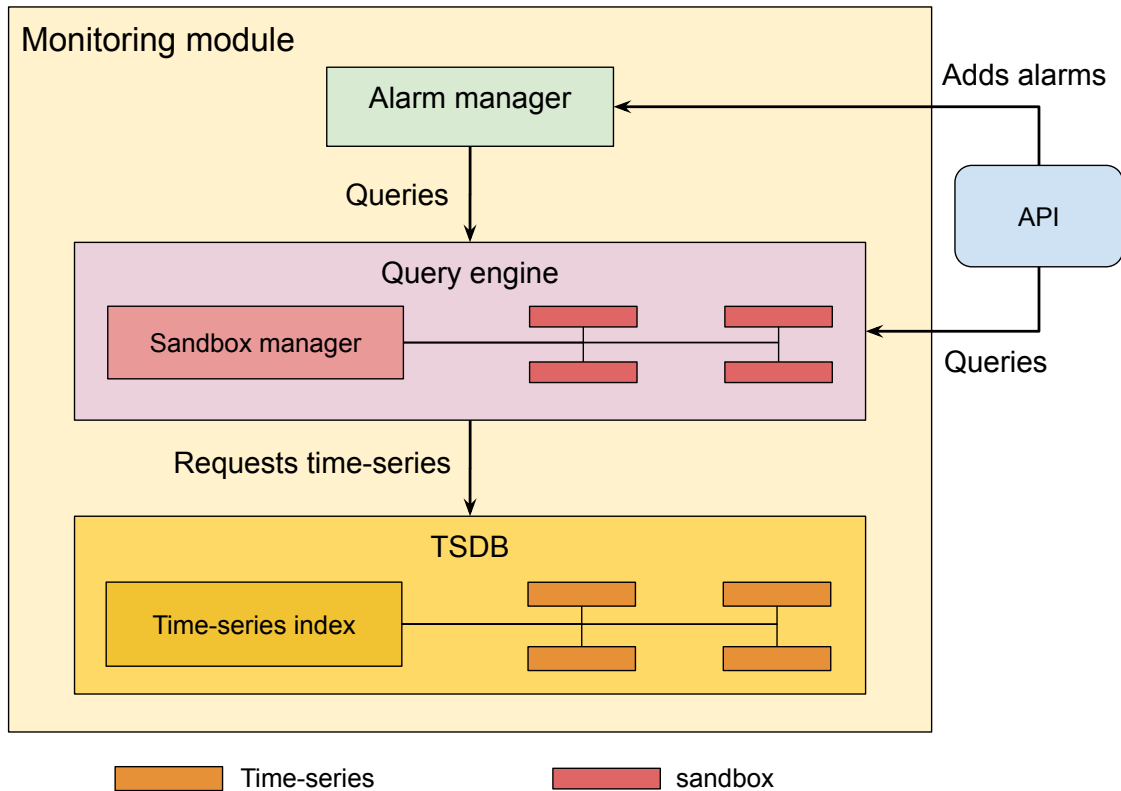 Monitoring module
Alarm manager
Adds alarms
Queries
API
Query engine
Sandbox manager
Queries
Requests time-series
TSDB
Time-series index
Time-series
sandbox